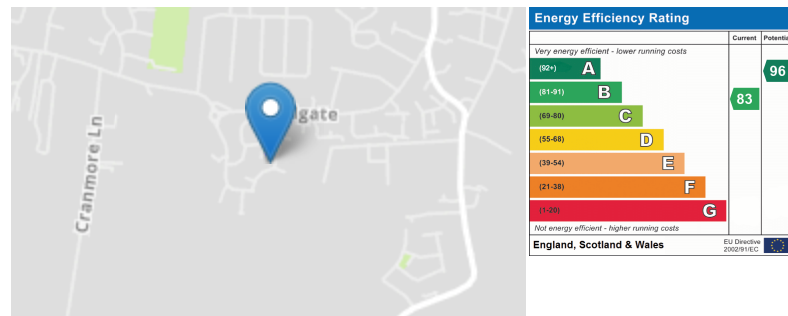 Cranmore Ln
lgate
Energy Efficiency Rating
Current Potentia
Very energy efficient - lower running costs
(92+) A 96
(81-91) B 83
(69-80) C
(55-68) D
(39-54) E
(21-38) F
(1-20) G
Not energy efficient - higher running costs
England, Scotland & Wales
EU Directive
2002/91/EC